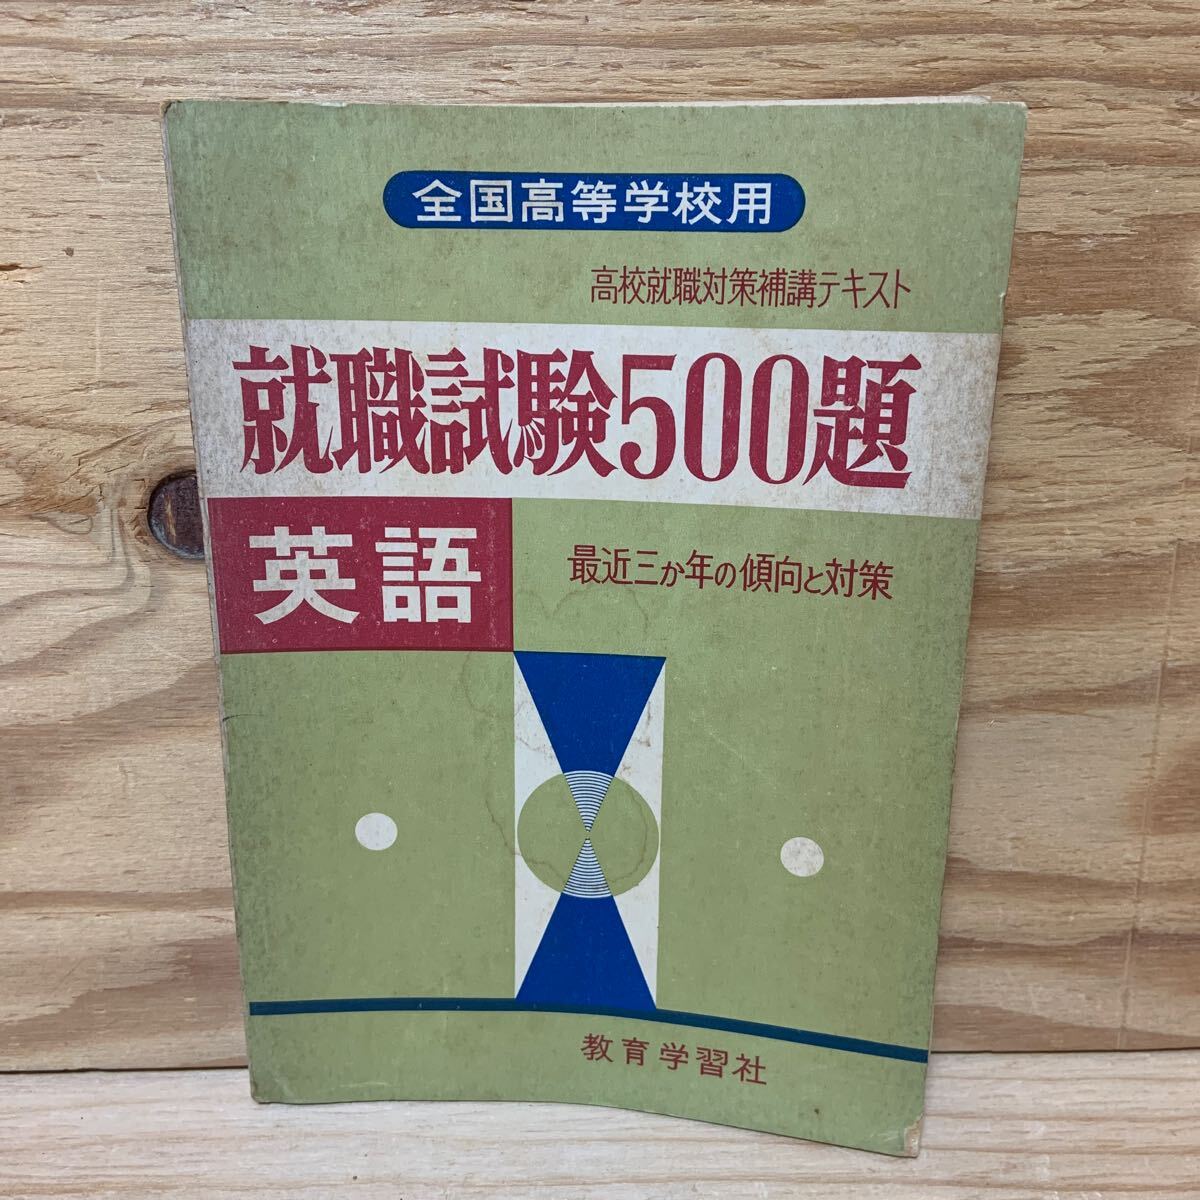 全国高等学校用
高校就職対策補講テキスト
就職試験500題
英語
最近三か年の傾向と対策
教育学習社